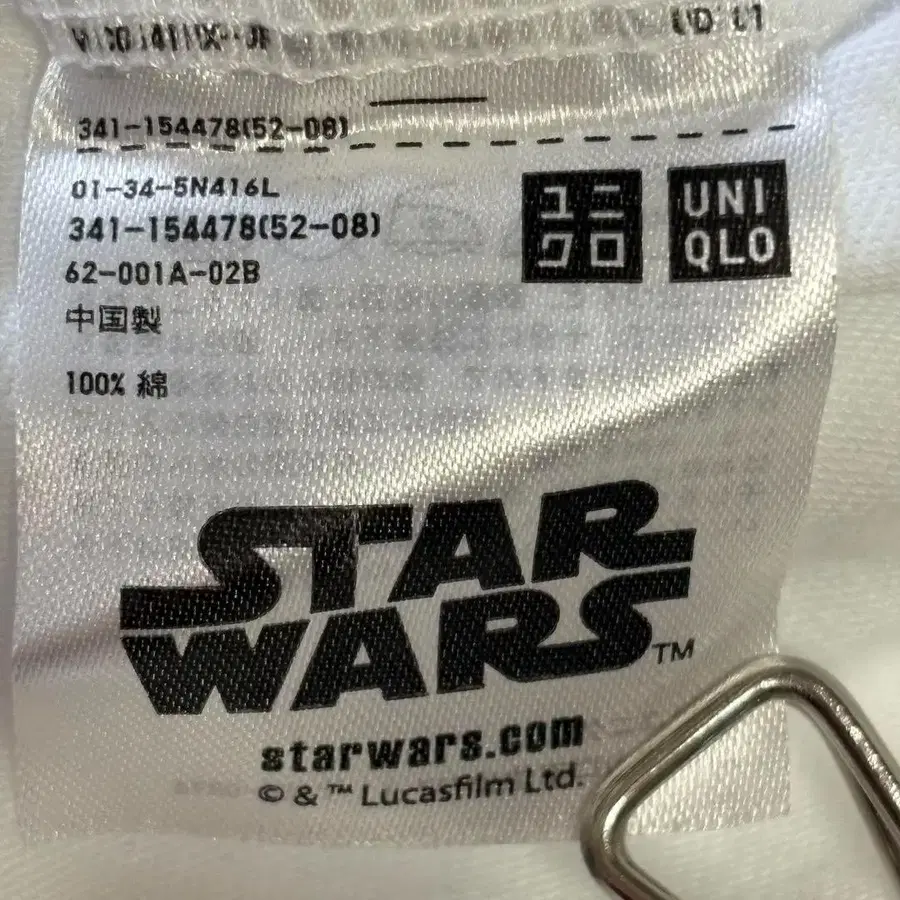 341-154478(52-08)
01-34-5N416L
341-154478(52-08)
62-001A-02B
中国製
100% 綿
ユニ
クロ
UNI
QLO
STAR
WARS™
starwars.com
© & ™ Lucasfilm Ltd.